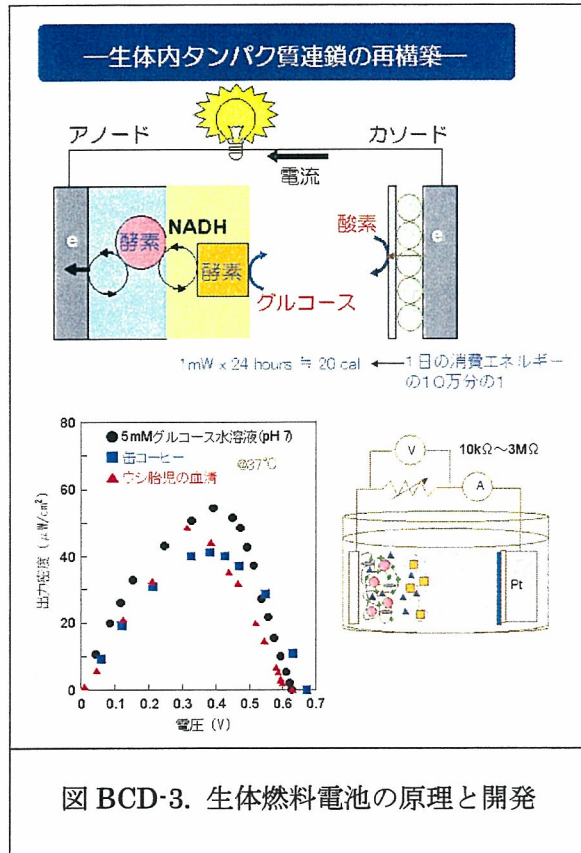 ―生体内タンパク質連鎖の再構築―
アノード
カソード
電流
e
酵素
NADH
酵素
グルコース
酸素
e
1mW x 24 hours ≒ 20 cal ← 1日の消費エネルギー
の10万分の1
80
60
40
20
0
出力密度 (μW/cm²)
●5mMグルコース水溶液(pH 7)
■缶コーヒー
▲ウシ胎児の血清
@37℃
0 0.1 0.2 0.3 0.4 0.5 0.6 0.7
電圧 (V)
V
10kΩ～3MΩ
A
Pt
図 BCD-3. 生体燃料電池の原理と開発